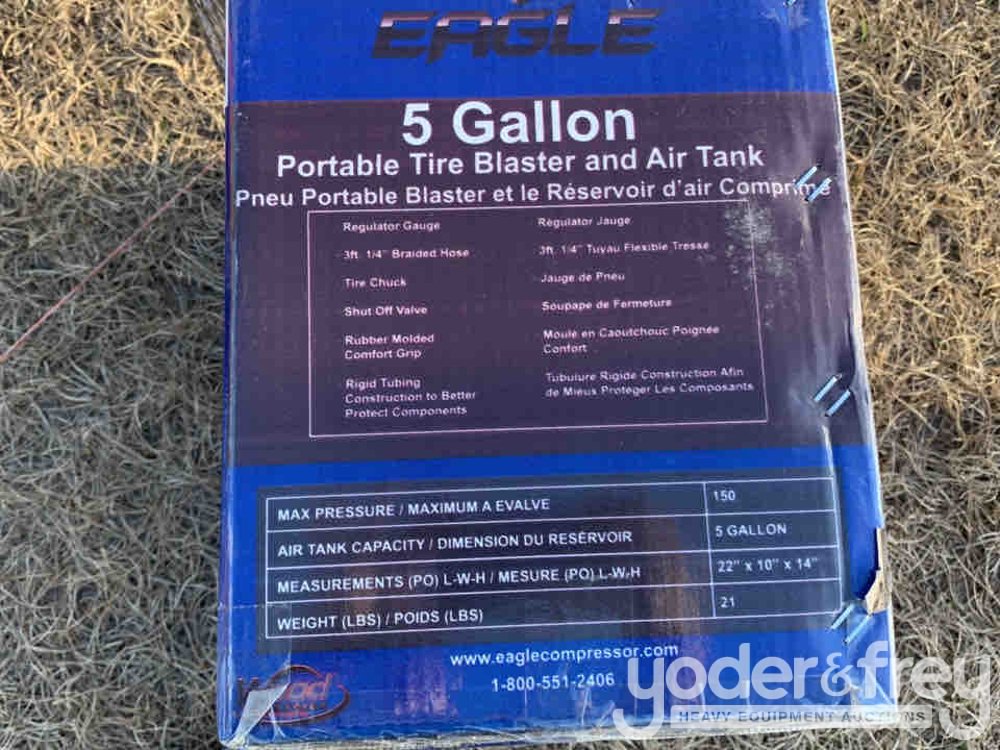 EAGLE
5 Gallon
Portable Tire Blaster and Air Tank
Pneu Portable Blaster et le Réservoir d'air Comprimé
Regulator Gauge
Régulator Jauge
3ft. 1/4" Braided Hose
3ft. 1/4" Tuyau Flexible Tresse
Tire Chuck
Jauge de Pneu
Shut Off Valve
Soupape de Fermeture
Rubber Molded
Comfort Grip
Moule en Caoutchouc Poignee
Confort
Rigid Tubing
Construction to Better
Protect Components
Tubulure Rigide Construction Afin
de Mieus Proteger Les Composants
MAX PRESSURE / MAXIMUM A EVALVE 150
AIR TANK CAPACITY / DIMENSION DU RESERVOIR 5 GALLON
MEASUREMENTS (PO) L-W-H / MESURE (PO) L-W-H 22" x 10" x 14"
WEIGHT (LBS) / POIDS (LBS) 21
www.eaglecompressor.com
1-800-551-2406
Wood
yoder&frey
HEAVY EQUIPMENT AUCTIONS